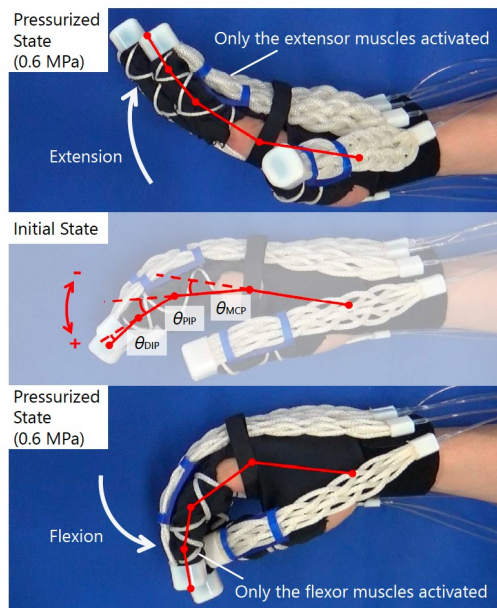 Pressurized
State
(0.6 MPa)
Only the extensor muscles activated
Extension
Initial State
-
+
θDIP
θPIP
θMCP
Pressurized
State
(0.6 MPa)
Flexion
Only the flexor muscles activated